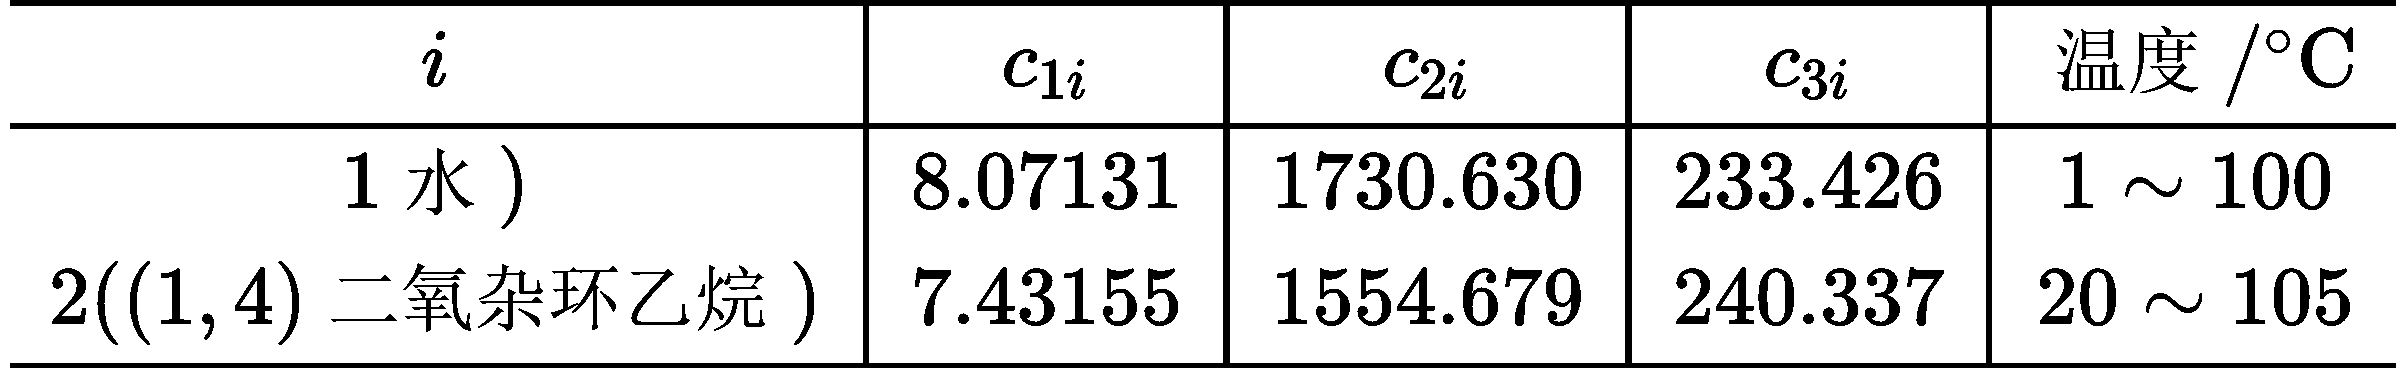 i c1i c2i c3i 温度 /°C
1 水 ) 8.07131 1730.630 233.426 1 ∼ 100
2((1, 4) 二氧杂环乙烷 ) 7.43155 1554.679 240.337 20 ∼ 105